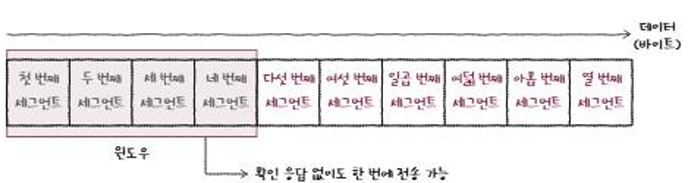 데이터
(바이트)
첫 번째 두 번째 세 번째 네 번째 다섯 번째 여섯 번째 일곱 번째 여덟 번째 아홉 번째 열 번째
세그먼트 세그먼트 세그먼트 세그먼트 세그먼트 세그먼트 세그먼트 세그먼트 세그먼트 세그먼트
윈도우
확인 응답 없이도 한 번에 전송 가능